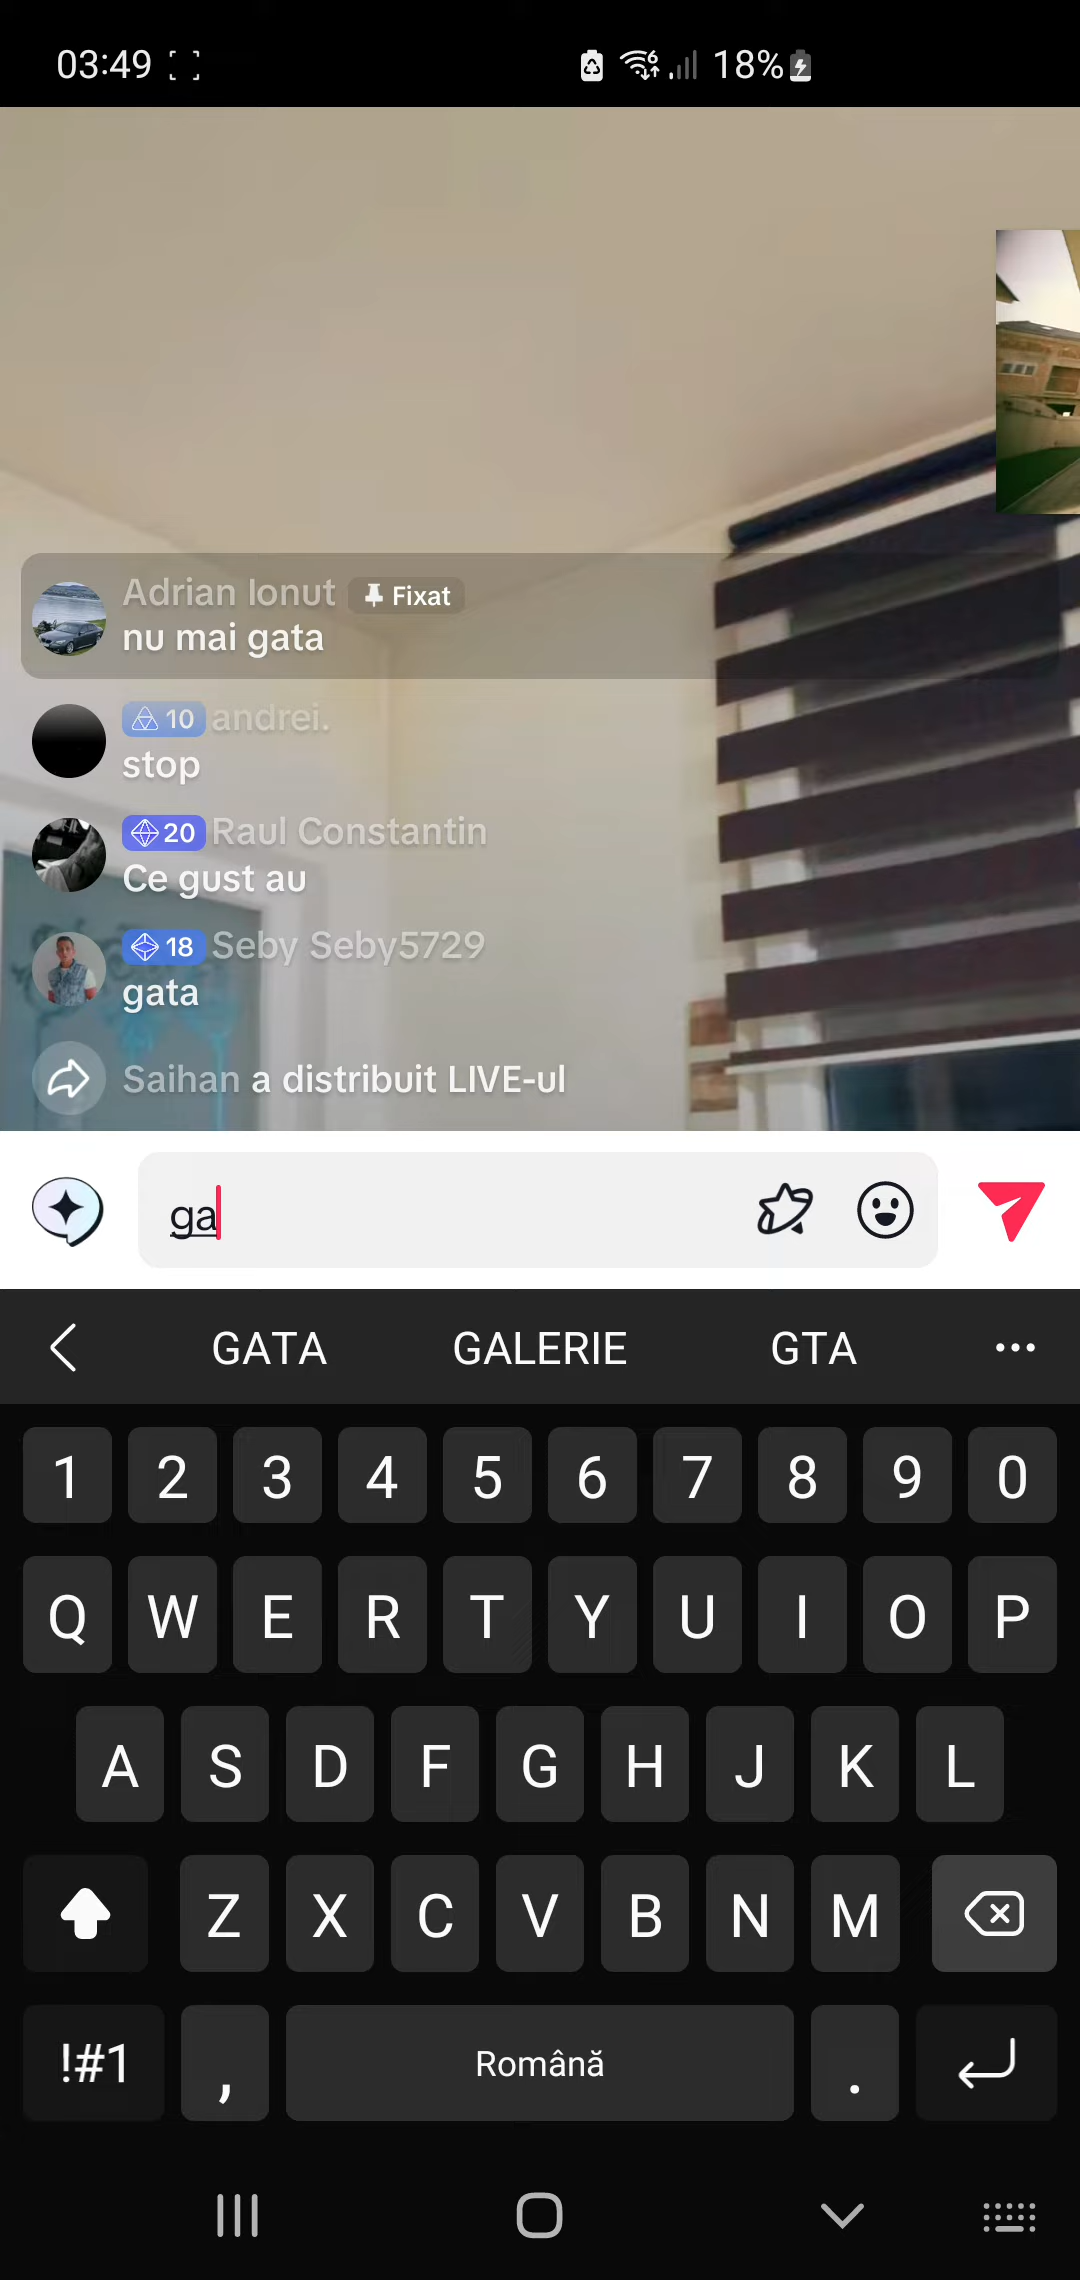 03:49 18%
Adrian Ionut Fixat
nu mai gata
10 andrei.
stop
20 Raul Constantin
Ce gust au
18 Seby Seby5729
gata
Saihan a distribuit LIVE-ul
ga
GATA GALERIE GTA
1 2 3 4 5 6 7 8 9 0
Q W E R T Y U I O P
A S D F G H J K L
Z X C V B N M
!#1 , Română .